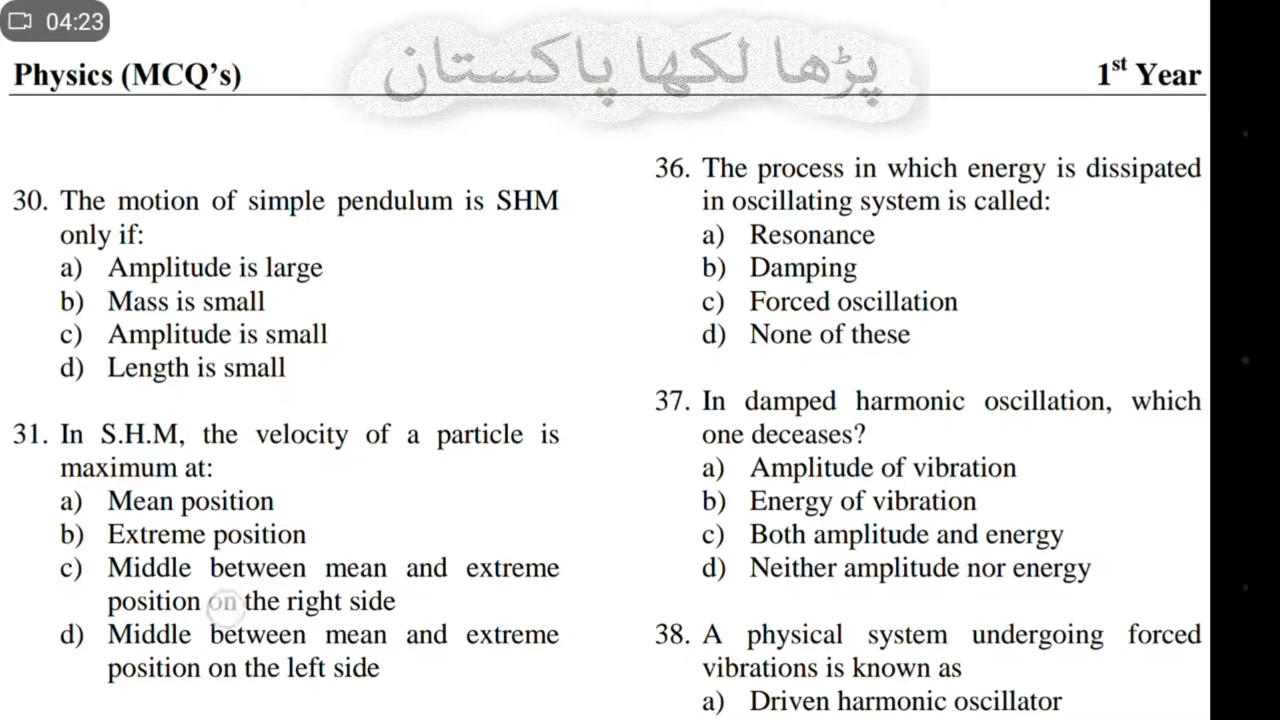 04:23
پڑھا لکھا پاکستان
Physics (MCQ’s)
1st Year
30. The motion of simple pendulum is SHM
only if:
a) Amplitude is large
b) Mass is small
c) Amplitude is small
d) Length is small
31. In S.H.M, the velocity of a particle is
maximum at:
a) Mean position
b) Extreme position
c) Middle between mean and extreme
position on the right side
d) Middle between mean and extreme
position on the left side
36. The process in which energy is dissipated
in oscillating system is called:
a) Resonance
b) Damping
c) Forced oscillation
d) None of these
37. In damped harmonic oscillation, which
one deceases?
a) Amplitude of vibration
b) Energy of vibration
c) Both amplitude and energy
d) Neither amplitude nor energy
38. A physical system undergoing forced
vibrations is known as
a) Driven harmonic oscillator